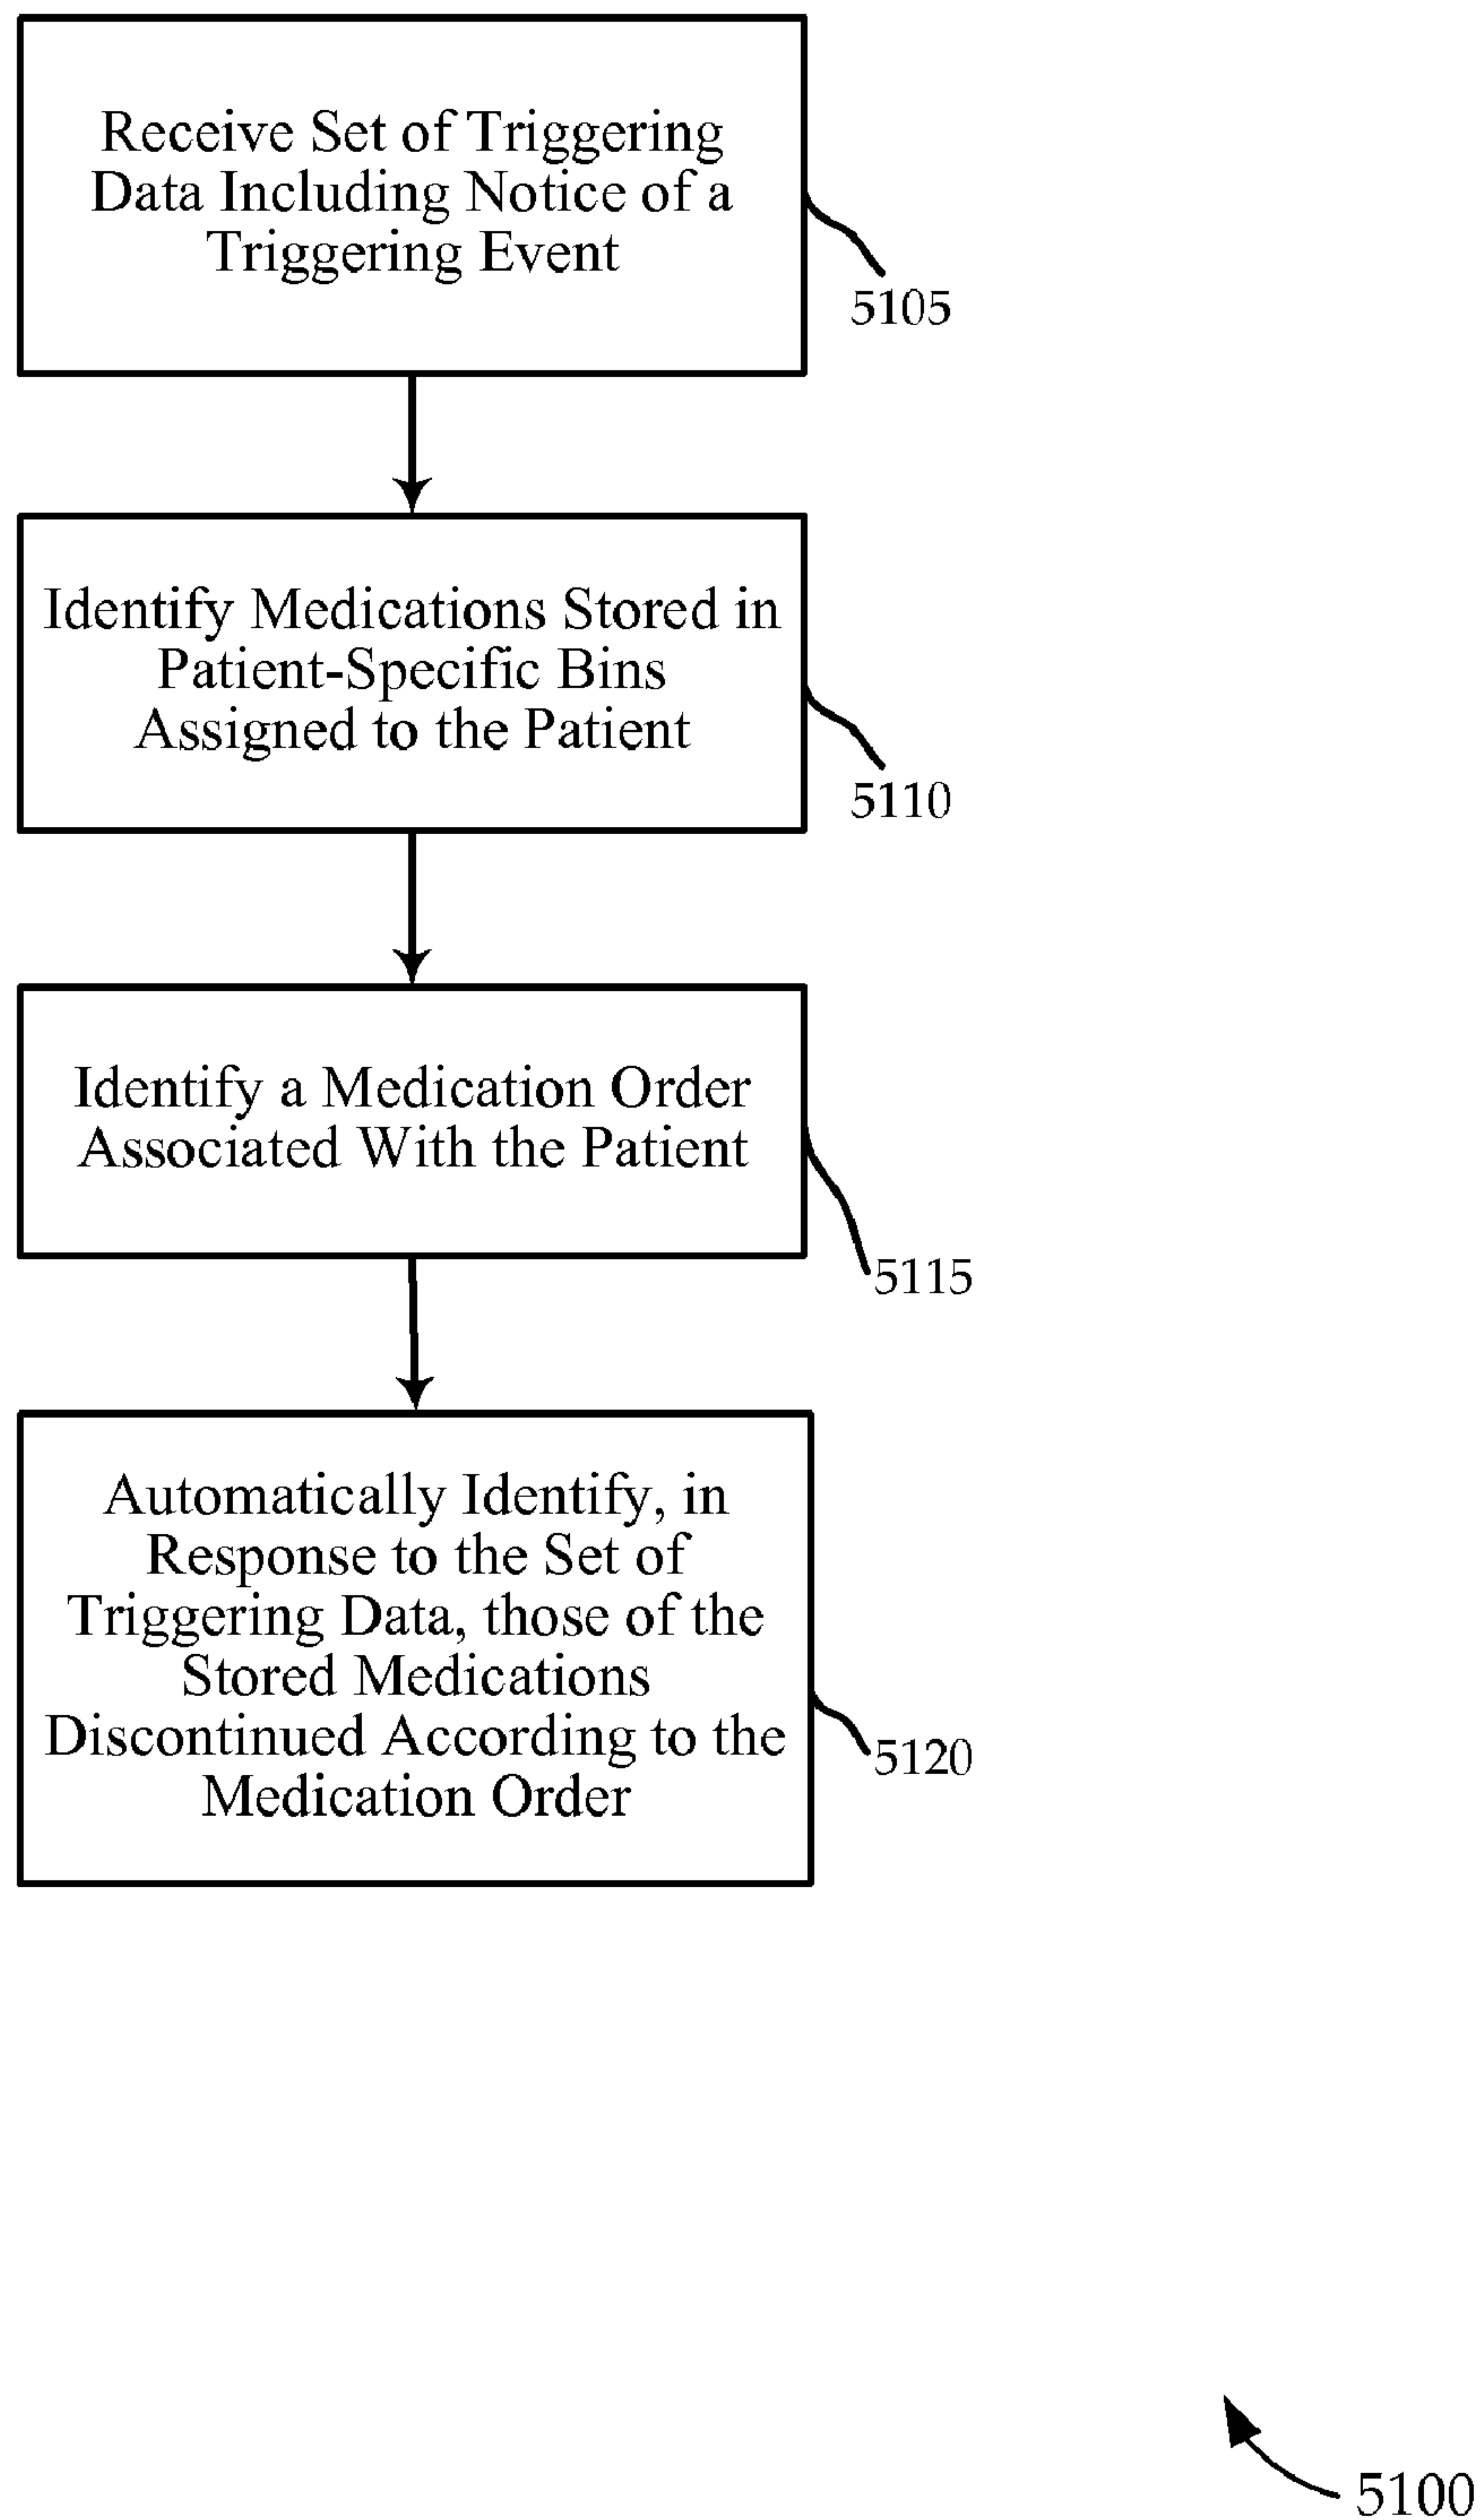 Receive Set of Triggering
Data Including Notice of a
Triggering Event
5105
Identify Medications Stored in
Patient-Specific Bins
Assigned to the Patient
5110
Identify a Medication Order
Associated With the Patient
5115
Automatically Identify, in
Response to the Set of
Triggering Data, those of the
Stored Medications
Discontinued According to the
Medication Order
5120
5100